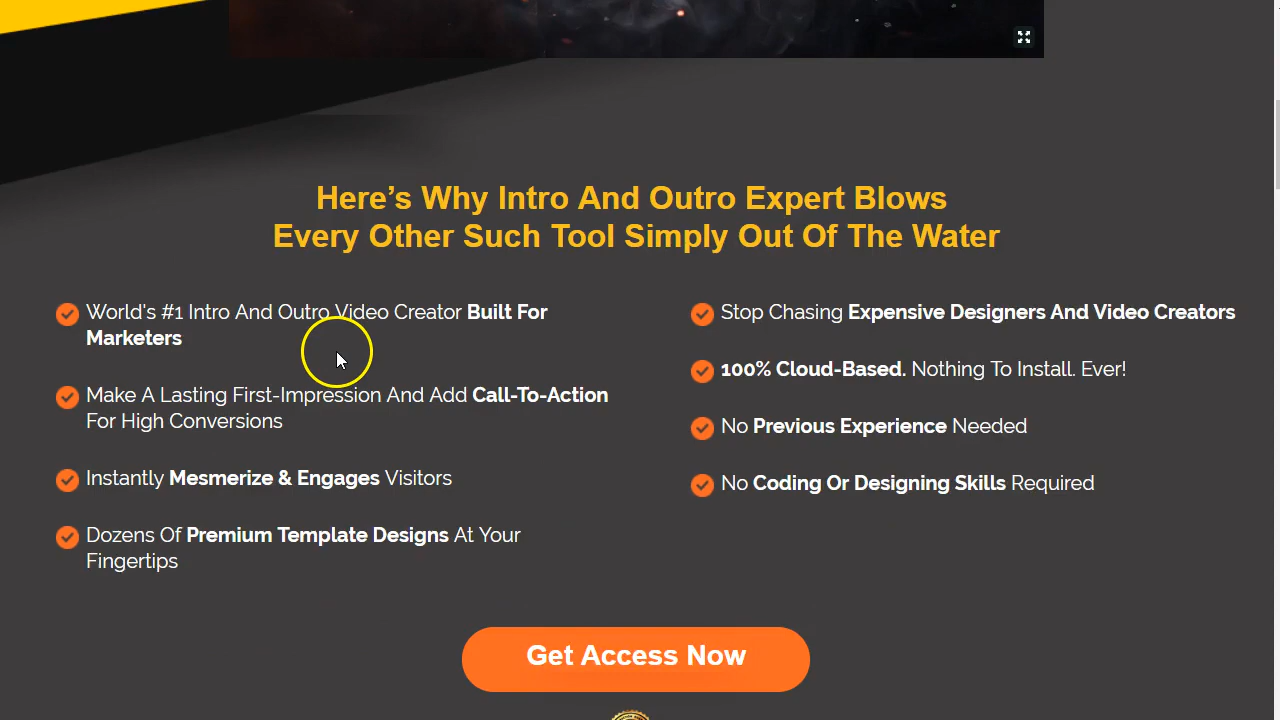 Here’s Why Intro And Outro Expert Blows
Every Other Such Tool Simply Out Of The Water
World's #1 Intro And Outro Video Creator Built For
Marketers
Make A Lasting First-Impression And Add Call-To-Action
For High Conversions
Instantly Mesmerize & Engages Visitors
Dozens Of Premium Template Designs At Your
Fingertips
Stop Chasing Expensive Designers And Video Creators
100% Cloud-Based. Nothing To Install. Ever!
No Previous Experience Needed
No Coding Or Designing Skills Required
Get Access Now